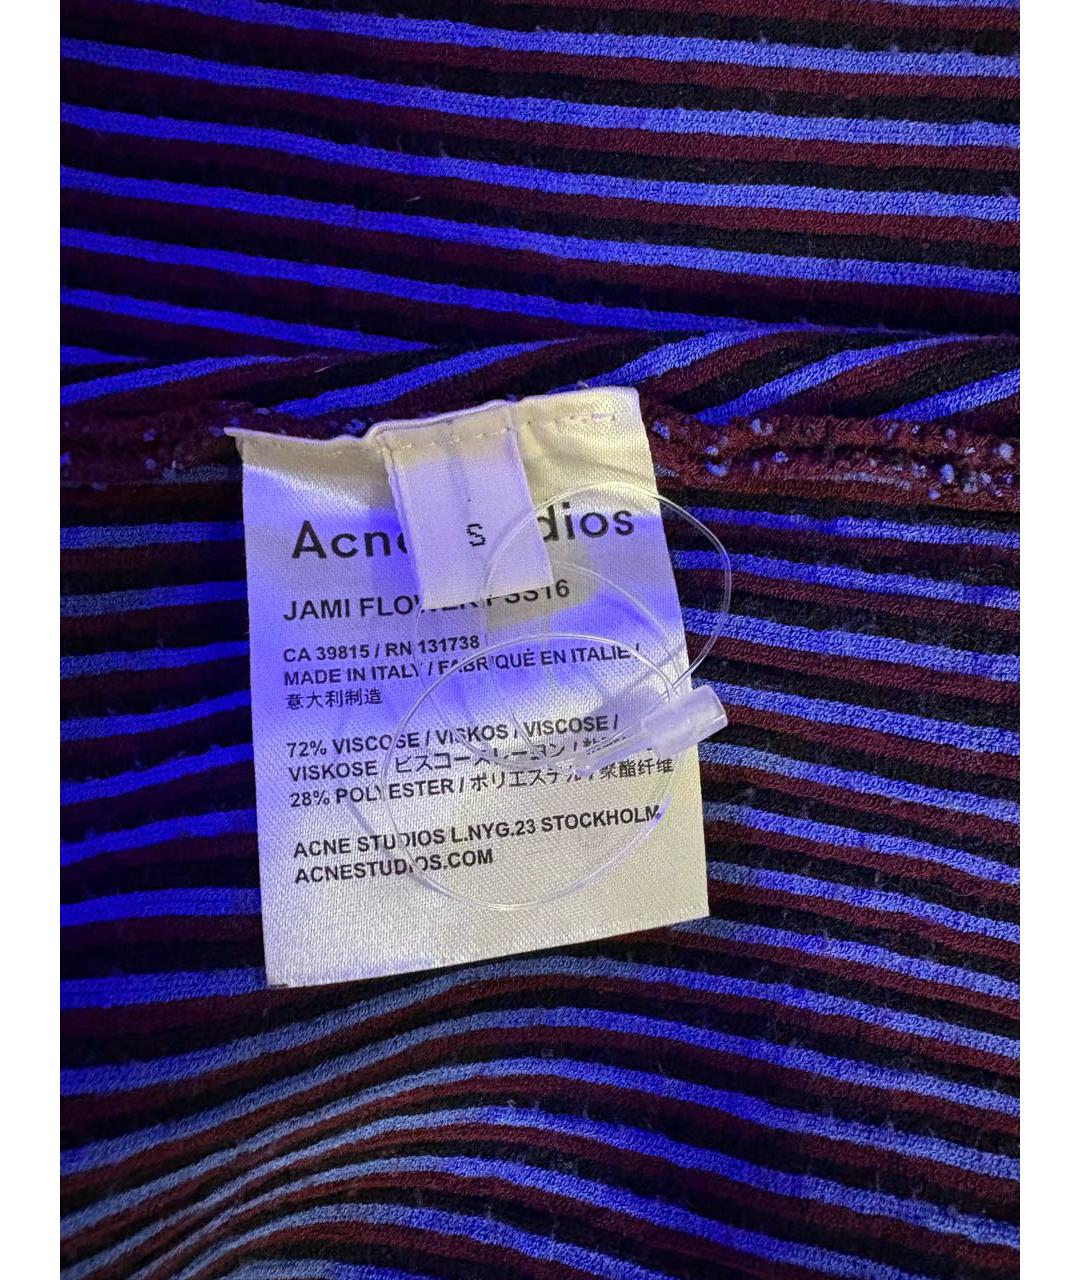 Acne Studios
S
JAMI FLOWER PSS16
CA 39815 / RN 131738
MADE IN ITALY / FABRIQUÉ EN ITALIE /
意大利制造
72% VISCOSE / VISKOS / VISCOSE /
VISKOSE / ビスコースレーヨン /
28% POLYESTER / ポリエステル / 聚酯纤维
ACNE STUDIOS L.NYG.23 STOCKHOLM
ACNESTUDIOS.COM